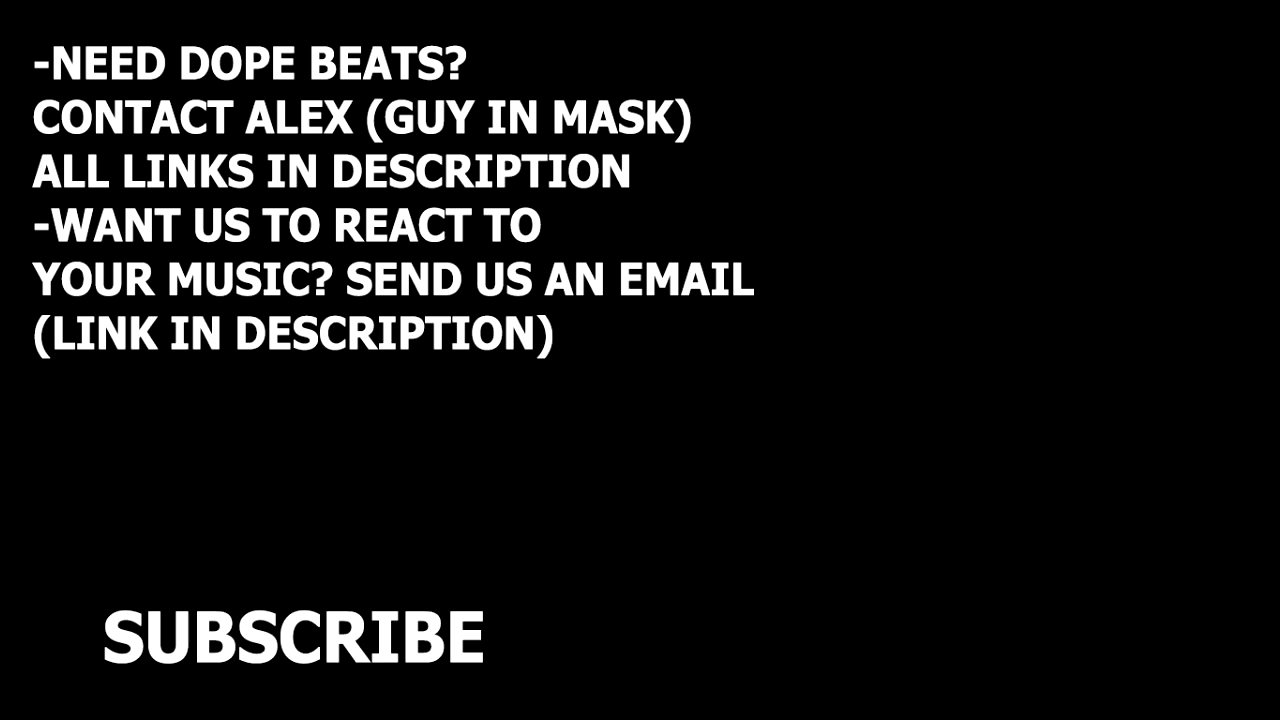 -NEED DOPE BEATS?
CONTACT ALEX (GUY IN MASK)
ALL LINKS IN DESCRIPTION
-WANT US TO REACT TO
YOUR MUSIC? SEND US AN EMAIL
(LINK IN DESCRIPTION)
SUBSCRIBE